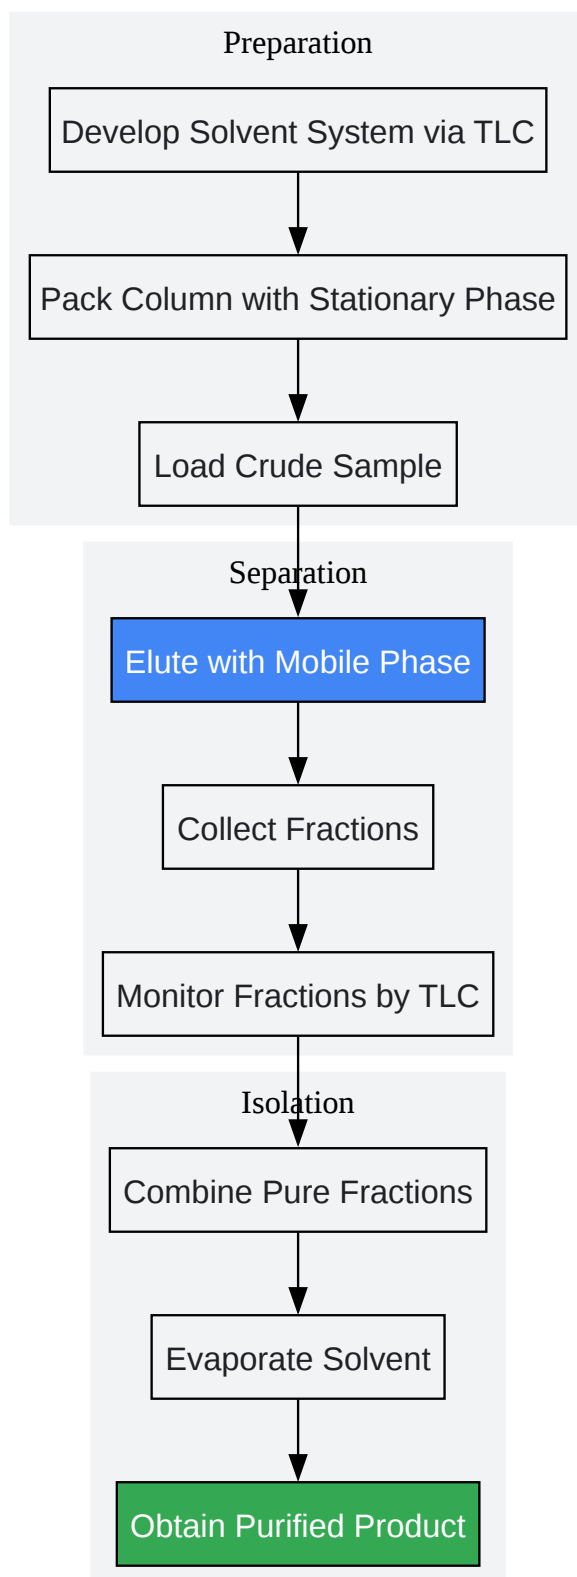 Preparation
Develop Solvent System via TLC
Pack Column with Stationary Phase
Load Crude Sample
Separation
Elute with Mobile Phase
Collect Fractions
Monitor Fractions by TLC
Isolation
Combine Pure Fractions
Evaporate Solvent
Obtain Purified Product